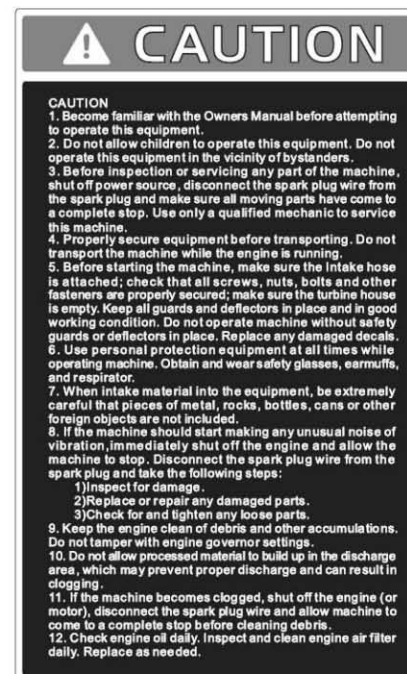 CAUTION
CAUTION
1. Become familiar with the Owners Manual before attempting
to operate this equipment.
2. Do not allow children to operate this equipment. Do not
operate this equipment in the vicinity of bystanders.
3. Before inspection or servicing any part of the machine,
shut off power source, disconnect the spark plug wire from
the spark plug and make sure all moving parts have come to
a complete stop. Use only a qualified mechanic to service
this machine.
4. Properly secure equipment before transporting. Do not
transport the machine while the engine is running.
5. Before starting the machine, make sure the Intake hose
is attached; check that all screws, nuts, bolts and other
fasteners are properly secured; make sure the turbine house
is empty. Keep all guards and deflectors in place and in good
working condition. Do not operate machine without safety
guards or deflectors in place. Replace any damaged decals.
6. Use personal protection equipment at all times while
operating machine. Obtain and wear safety glasses, earmuffs,
and respirator.
7. When intake material into the equipment, be extremely
careful that pieces of metal, rocks, bottles, cans or other
foreign objects are not included.
8. If the machine should start making any unusual noise of
vibration,immediately shut off the engine and allow the
machine to stop. Disconnect the spark plug wire from the
spark plug and take the following steps:
1)Inspect for damage.
2)Replace or repair any damaged parts.
3)Check for and tighten any loose parts.
9. Keep the engine clean of debris and other accumulations.
Do not tamper with engine governor settings.
10. Do not allow processed material to build up in the discharge
area, which may prevent proper discharge and can result in
clogging.
11. If the machine becomes clogged, shut off the engine (or
motor), disconnect the spark plug wire and allow machine to
come to a complete stop before cleaning debris.
12. Check engine oil daily. Inspect and clean engine air filter
daily. Replace as needed.